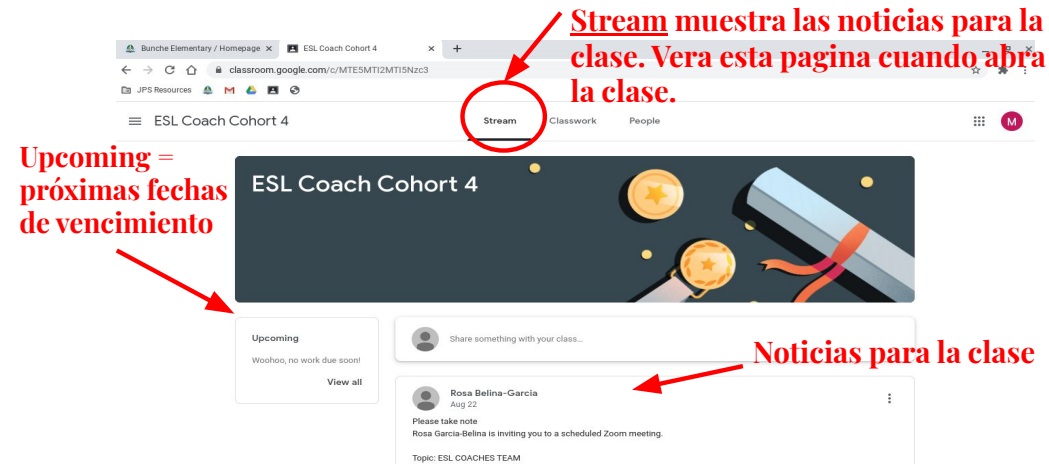 Stream muestra las noticias para la
clase. Vera esta pagina cuando abra
la clase.
Bunche Elementary / Homepage
ESL Coach Cohort 4
classroom.google.com/c/MTE5MTI2MTI5Nzc3
JPS Resources
ESL Coach Cohort 4
Stream
Classwork
People
M
Upcoming =
próximas fechas
de vencimiento
ESL Coach Cohort 4
Upcoming
Woohoo, no work due soon!
View all
Share something with your class...
Noticias para la clase
Rosa Belina-Garcia
Aug 22
Please take note
Rosa Garcia-Belina is inviting you to a scheduled Zoom meeting.
Topic: ESL COACHES TEAM